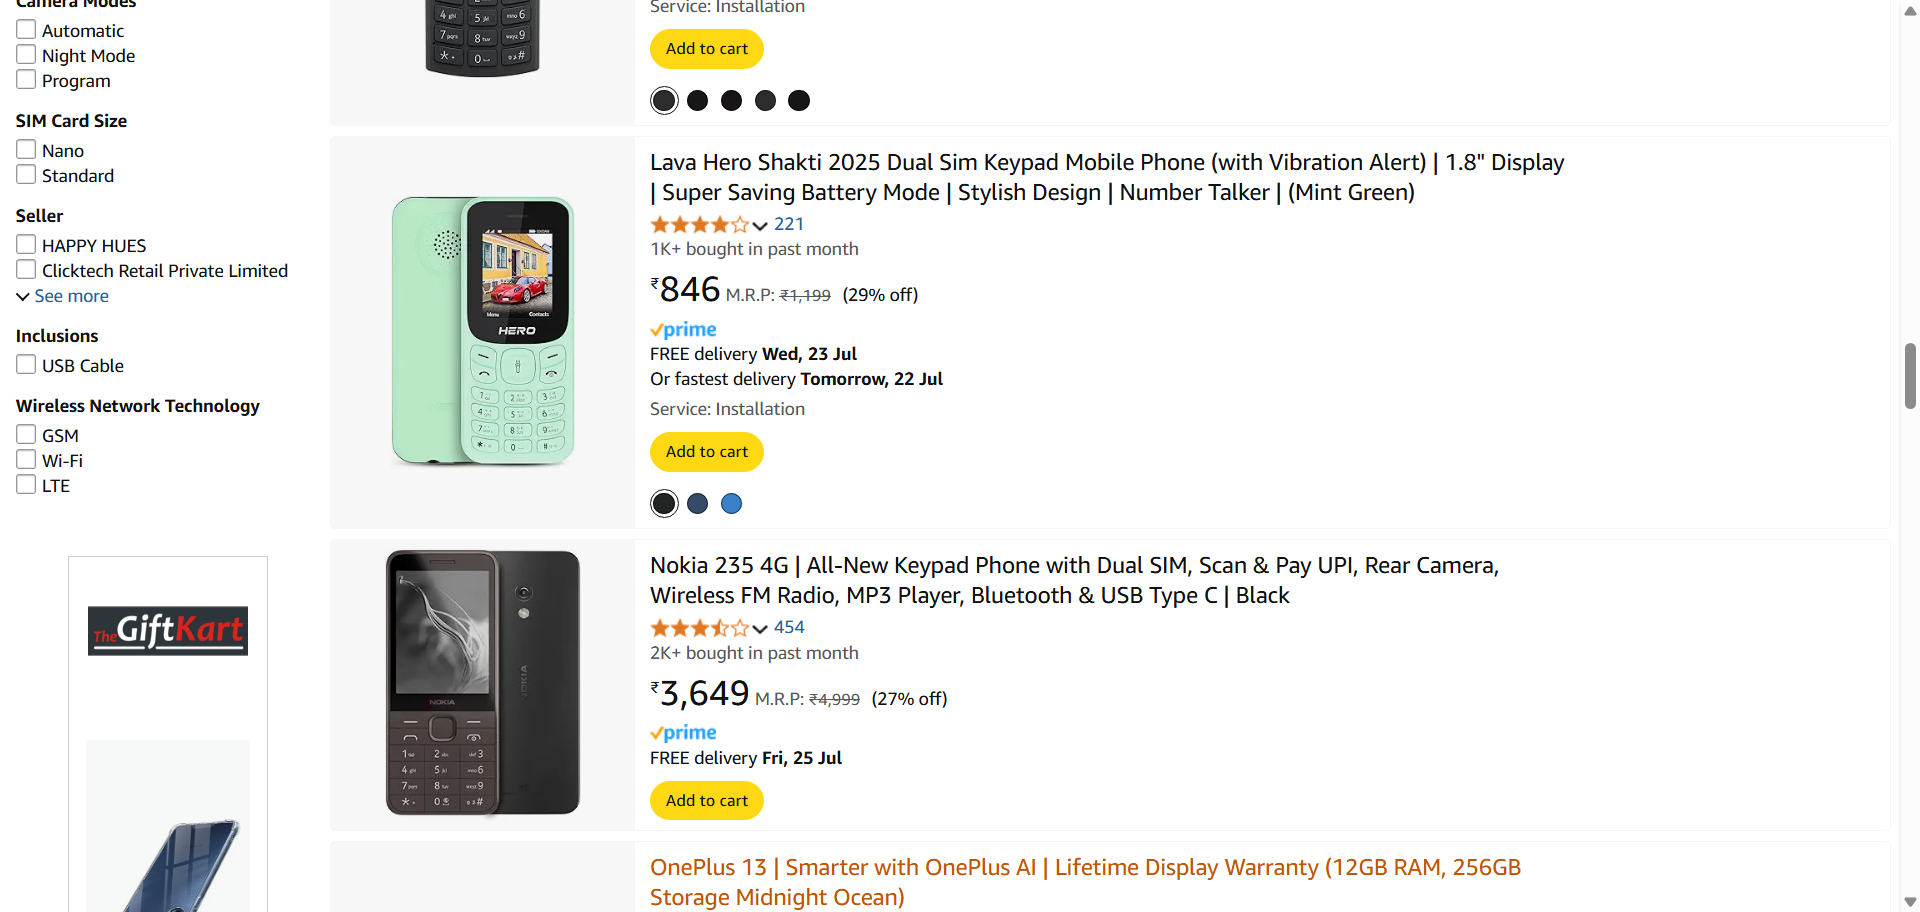 Camera Modes
Automatic
Night Mode
Program
SIM Card Size
Nano
Standard
Seller
HAPPY HUES
Clicktech Retail Private Limited
See more
Inclusions
USB Cable
Wireless Network Technology
GSM
Wi-Fi
LTE
The GiftKart
Service: Installation
Add to cart
Lava Hero Shakti 2025 Dual Sim Keypad Mobile Phone (with Vibration Alert) | 1.8" Display
| Super Saving Battery Mode | Stylish Design | Number Talker | (Mint Green)
221
1K+ bought in past month
₹846 M.R.P: ₹1,199 (29% off)
prime
FREE delivery Wed, 23 Jul
Or fastest delivery Tomorrow, 22 Jul
Service: Installation
Add to cart
Menu Contacts
HERO
Nokia 235 4G | All-New Keypad Phone with Dual SIM, Scan & Pay UPI, Rear Camera,
Wireless FM Radio, MP3 Player, Bluetooth & USB Type C | Black
454
2K+ bought in past month
₹3,649 M.R.P: ₹4,999 (27% off)
prime
FREE delivery Fri, 25 Jul
Add to cart
NOKIA
NOKIA
OnePlus 13 | Smarter with OnePlus AI | Lifetime Display Warranty (12GB RAM, 256GB
Storage Midnight Ocean)